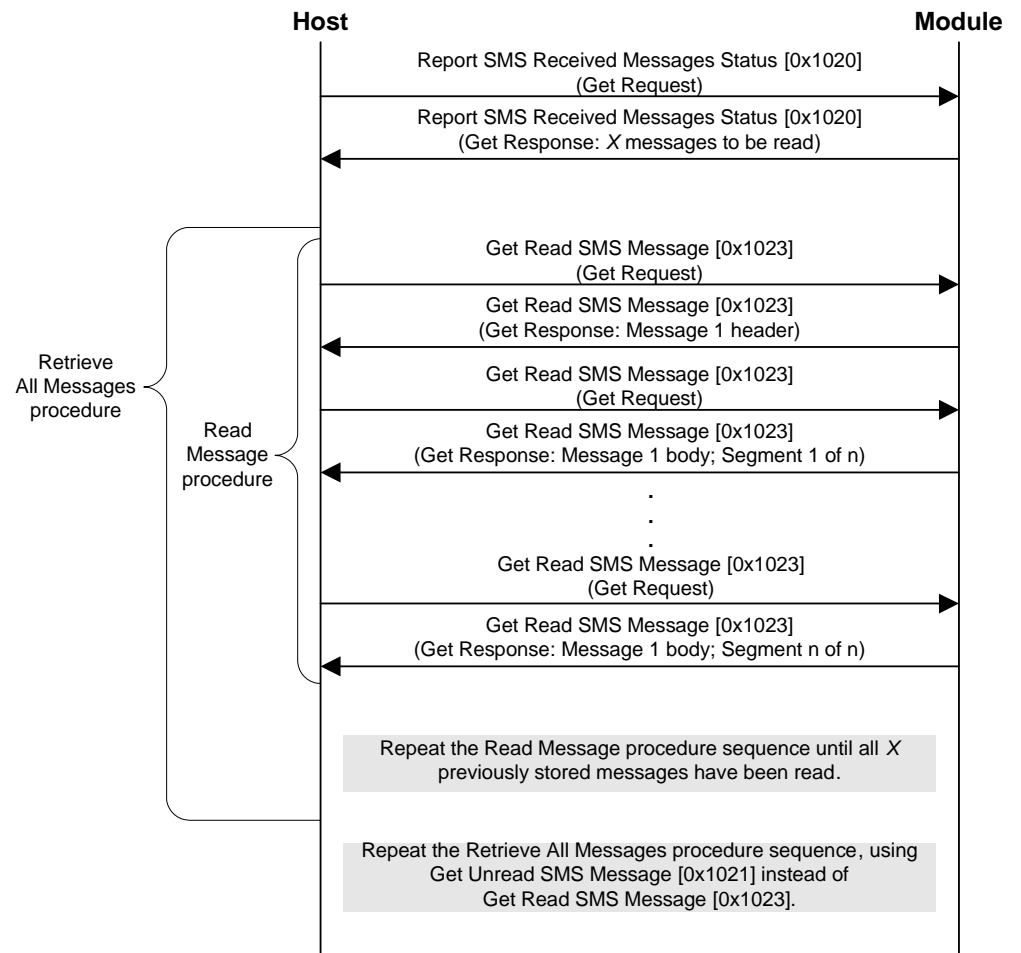 Host
Module
Report SMS Received Messages Status [0x1020]
(Get Request)
Report SMS Received Messages Status [0x1020]
(Get Response: X messages to be read)
Get Read SMS Message [0x1023]
(Get Request)
Get Read SMS Message [0x1023]
(Get Response: Message 1 header)
Retrieve
All Messages
procedure
Get Read SMS Message [0x1023]
(Get Request)
Read
Message
procedure
Get Read SMS Message [0x1023]
(Get Response: Message 1 body; Segment 1 of n)
.
.
.
Get Read SMS Message [0x1023]
(Get Request)
Get Read SMS Message [0x1023]
(Get Response: Message 1 body; Segment n of n)
Repeat the Read Message procedure sequence until all X
previously stored messages have been read.
Repeat the Retrieve All Messages procedure sequence, using
Get Unread SMS Message [0x1021] instead of
Get Read SMS Message [0x1023].